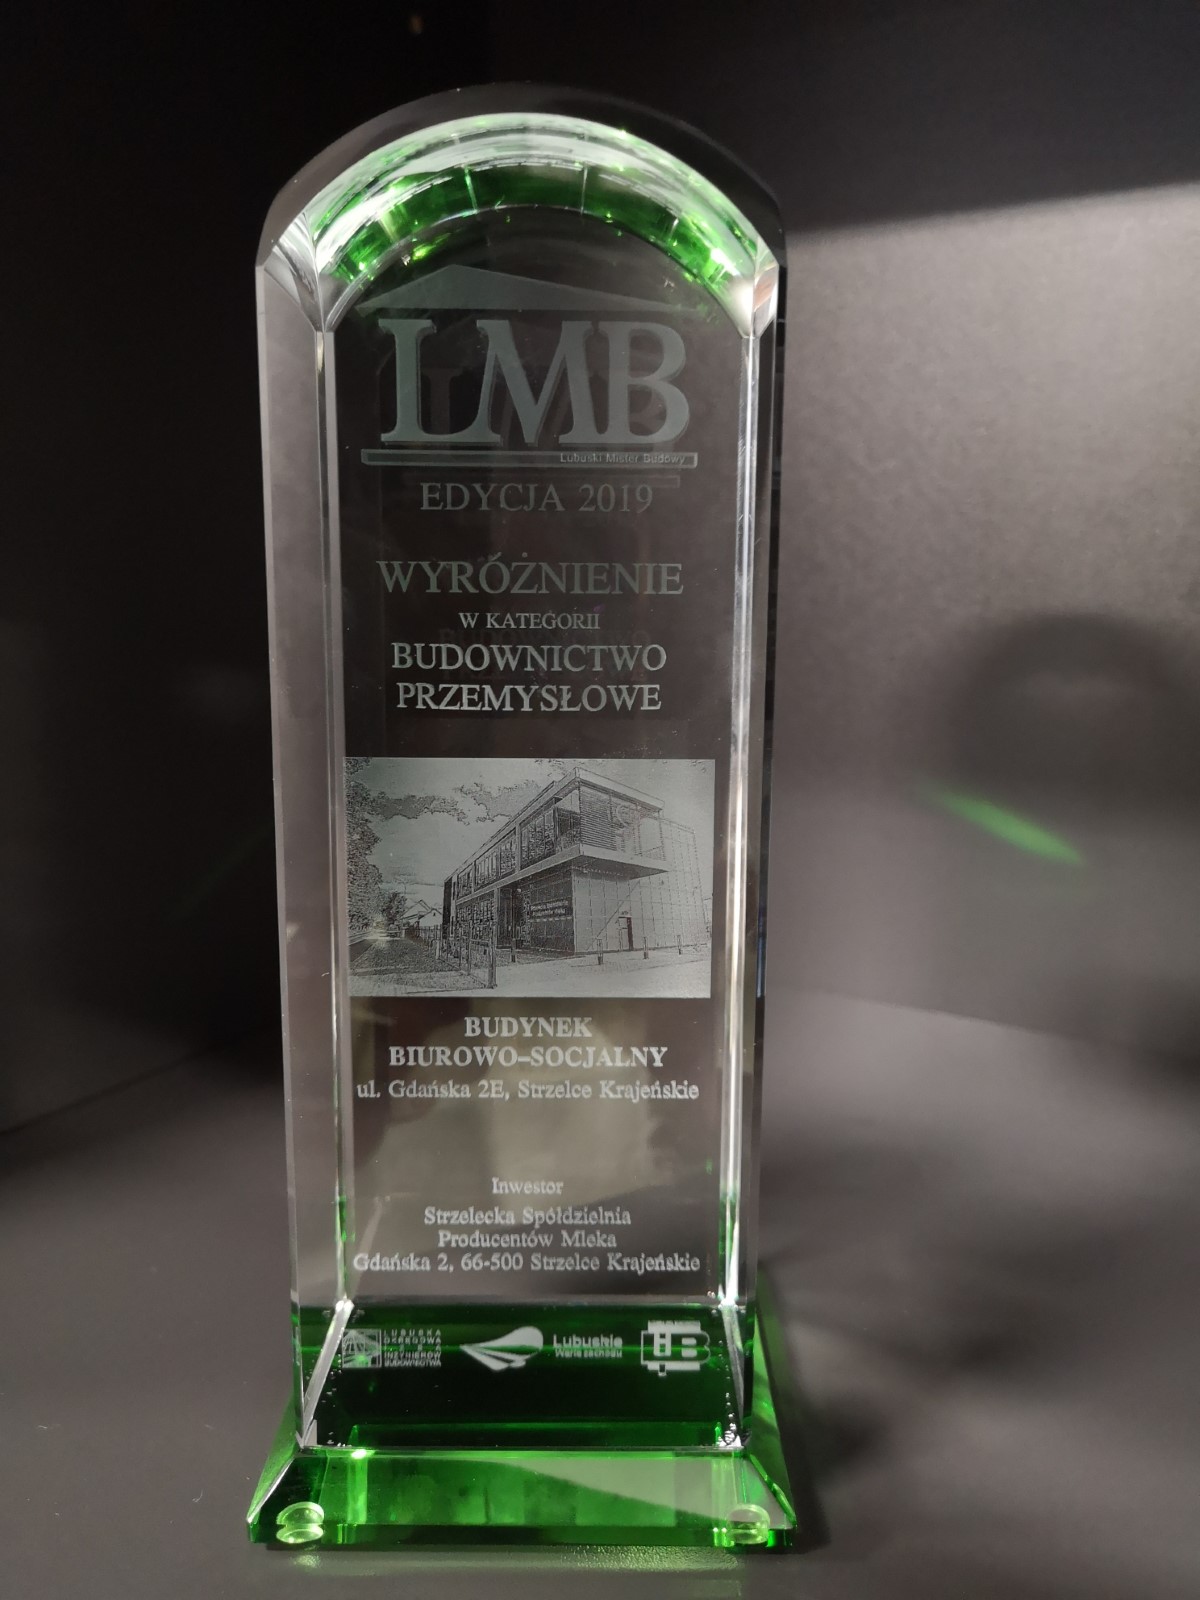 LMB
Lubuski Mister Budowy
EDYCJA 2019
WYRÓŻNIENIE
W KATEGORII
BUDOWNICTWO
PRZEMYSŁOWE
BUDYNEK
BIUROWO-SOCJALNY
ul. Gdańska 2E, Strzelce Krajeńskie
Inwestor
Strzelecka Spółdzielnia
Producentów Mleka
Gdańska 2, 66-500 Strzelce Krajeńskie
LUBUSKA
OKRĘGOWA
IZBA
INŻYNIERÓW
BUDOWNICTWA
Lubuskie
Warte zachodu